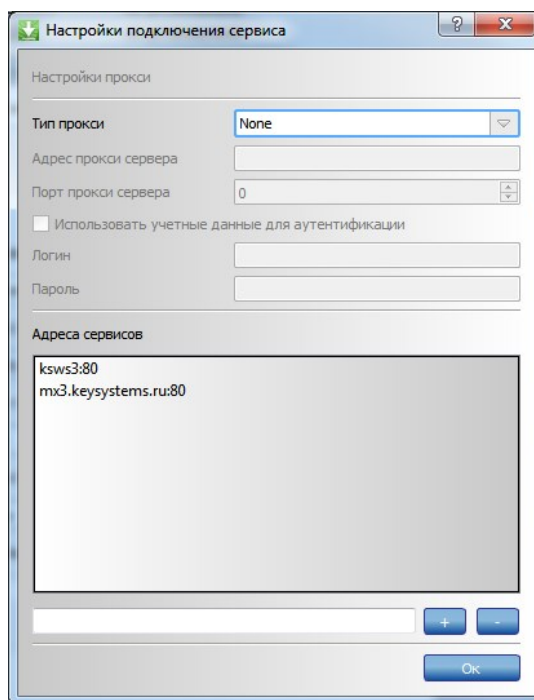 Настройки подключения сервиса
?
X
Настройки прокси
Тип прокси None
Адрес прокси сервера
Порт прокси сервера 0
Использовать учетные данные для аутентификации
Логин
Пароль
Адреса сервисов
ksws3:80
mx3.keysystems.ru:80
+ -
Ок